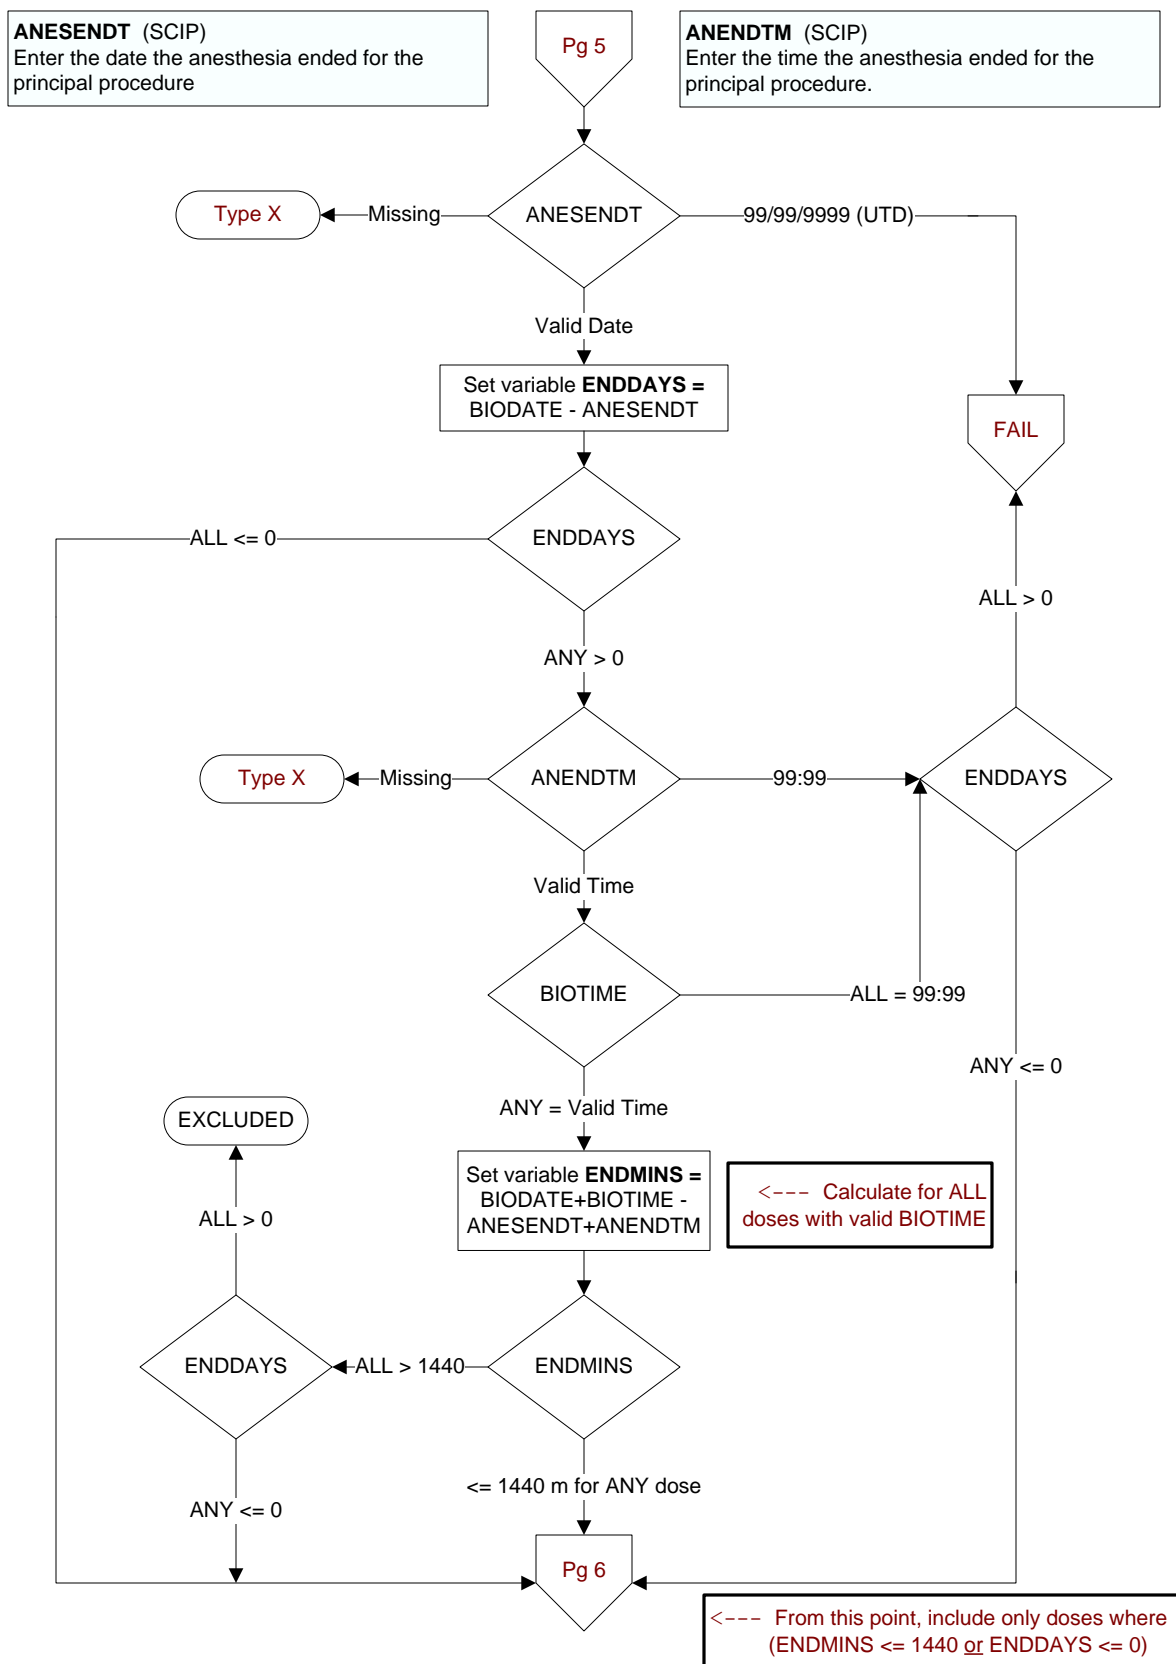 ANESENDT (SCIP)
Enter the date the anesthesia ended for the
principal procedure
Pg 5
ANENDTM (SCIP)
Enter the time the anesthesia ended for the
principal procedure.
Type X
Missing
ANESENDT
99/99/9999 (UTD)
Valid Date
Set variable ENDDAYS =
BIODATE - ANESENDT
FAIL
ALL <= 0
ENDDAYS
ALL > 0
ANY > 0
Type X
Missing
ANENDTM
99:99
ENDDAYS
Valid Time
BIOTIME
ALL = 99:99
ANY <= 0
ANY = Valid Time
EXCLUDED
Set variable ENDMINS =
BIODATE+BIOTIME -
ANESENDT+ANENDTM
<--- Calculate for ALL
doses with valid BIOTIME
ALL > 0
ENDDAYS
ALL > 1440
ENDMINS
<= 1440 m for ANY dose
ANY <= 0
Pg 6
<--- From this point, include only doses where
(ENDMINS <= 1440 or ENDDAYS <= 0)